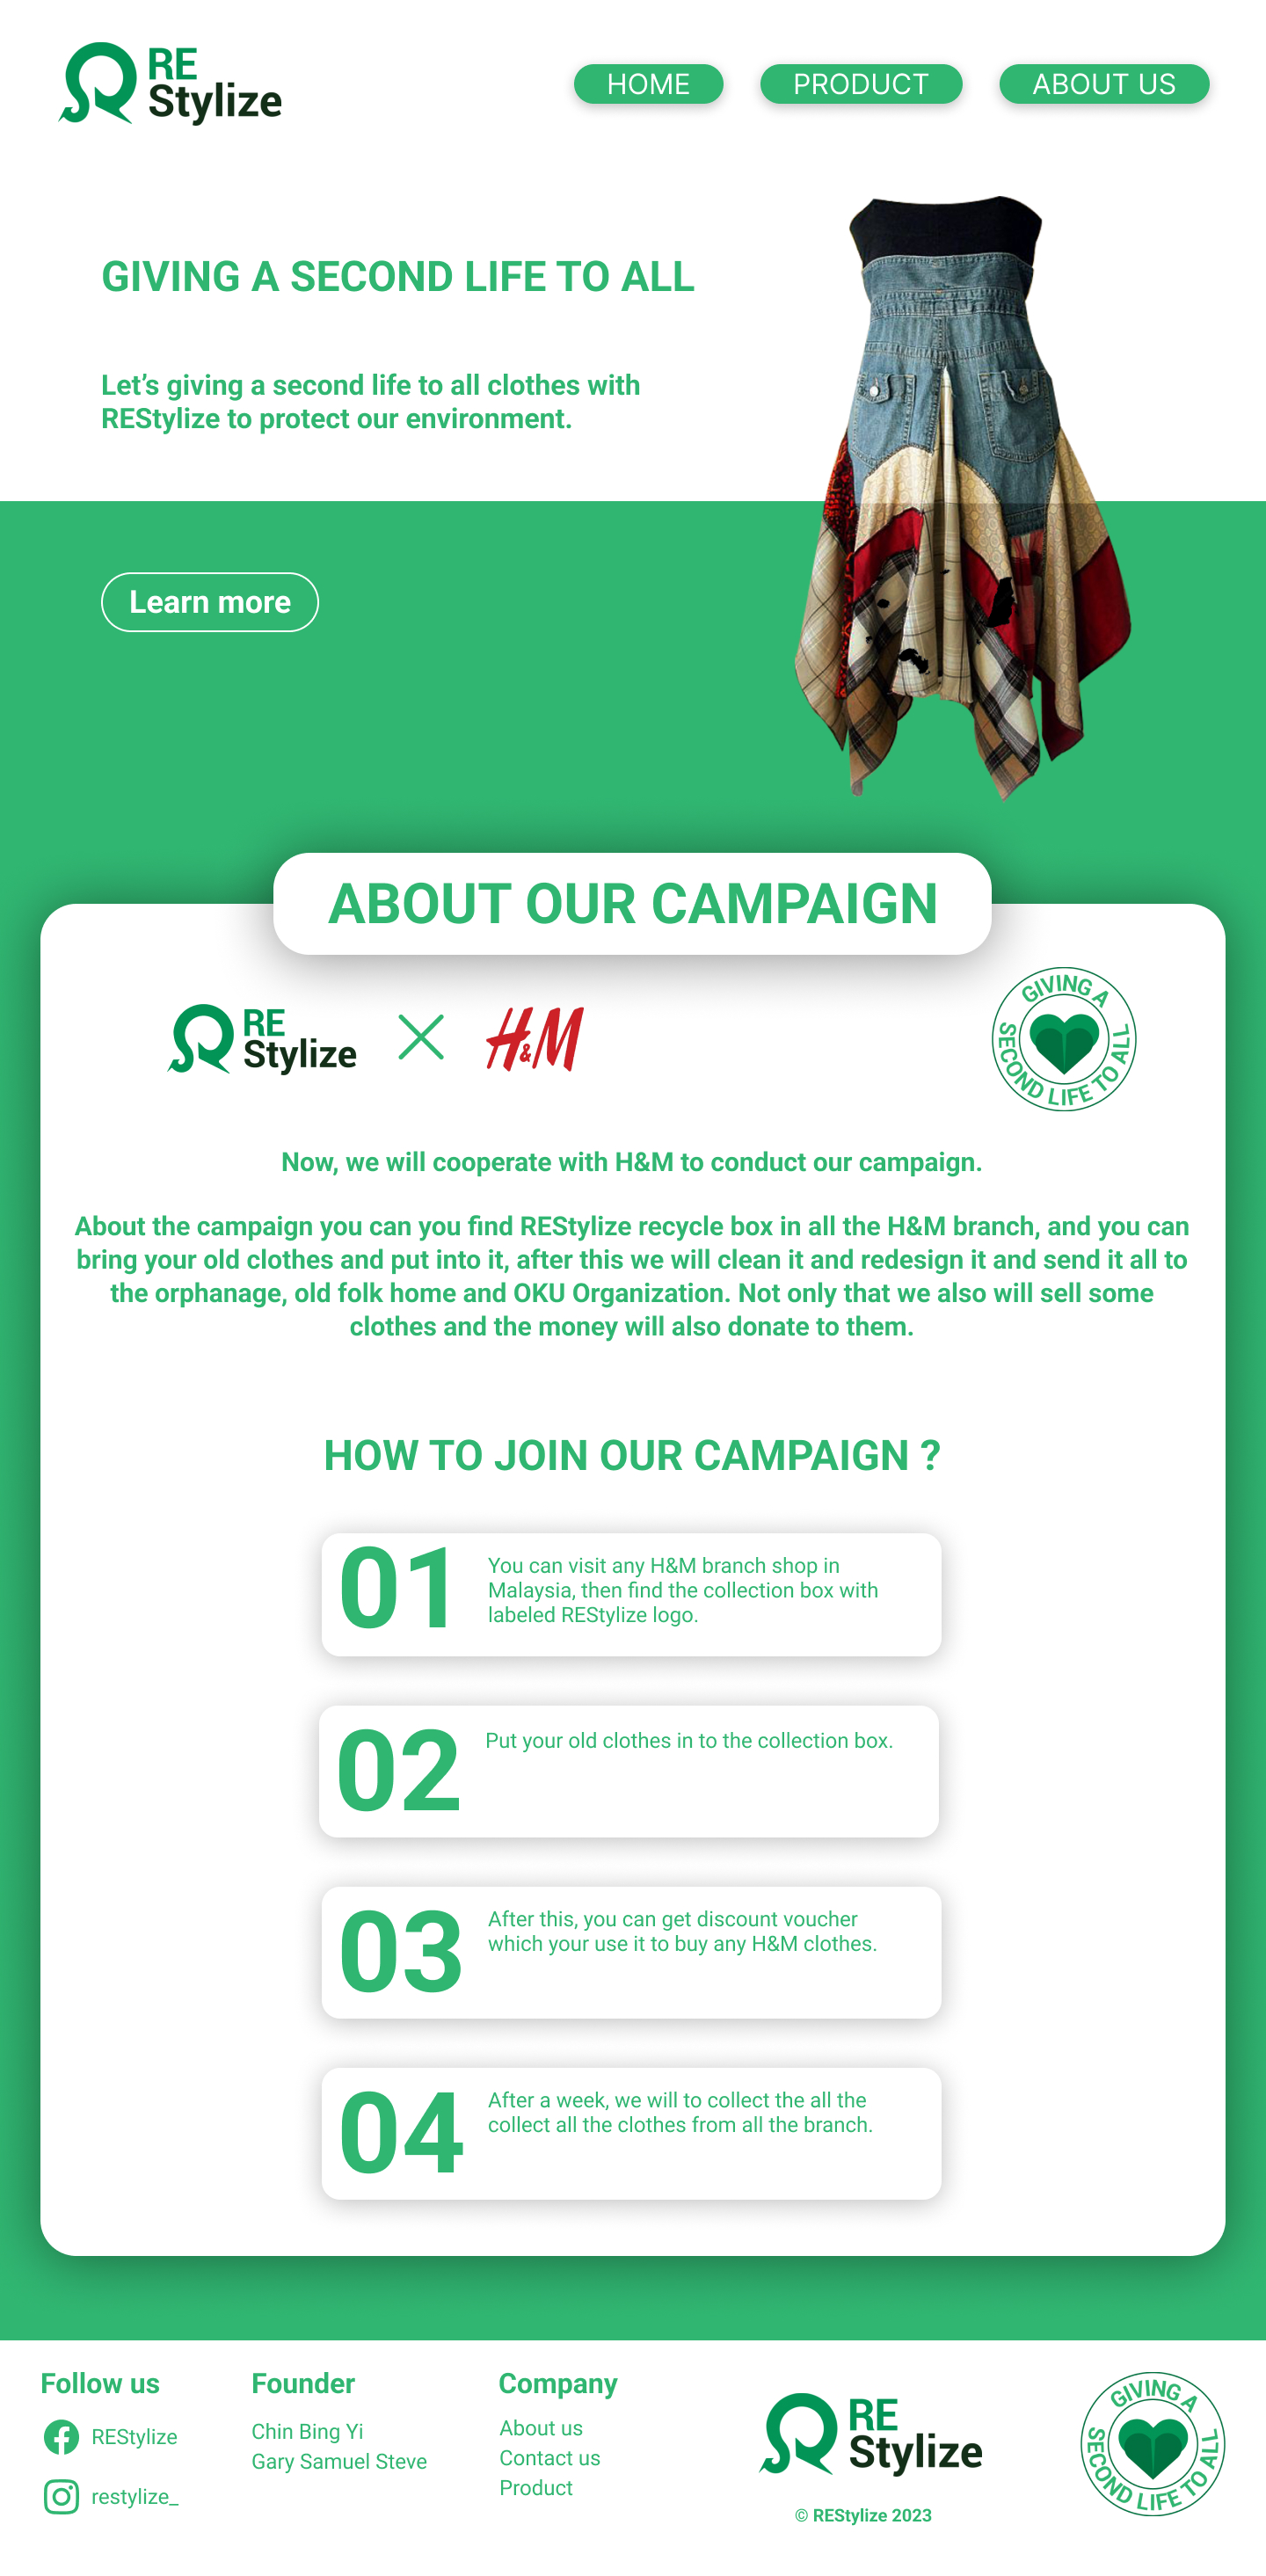 RE
Stylize
HOME
PRODUCT
ABOUT US
GIVING A SECOND LIFE TO ALL
Let’s giving a second life to all clothes with
REStylize to protect our environment.
Learn more
ABOUT OUR CAMPAIGN
RE
Stylize
H&M
GIVING A
SECOND LIFE TO ALL
Now, we will cooperate with H&M to conduct our campaign.
About the campaign you can you find REStylize recycle box in all the H&M branch, and you can
bring your old clothes and put into it, after this we will clean it and redesign it and send it all to
the orphanage, old folk home and OKU Organization. Not only that we also will sell some
clothes and the money will also donate to them.
HOW TO JOIN OUR CAMPAIGN ?
01
You can visit any H&M branch shop in
Malaysia, then find the collection box with
labeled REStylize logo.
02
Put your old clothes in to the collection box.
03
After this, you can get discount voucher
which your use it to buy any H&M clothes.
04
After a week, we will to collect the all the
collect all the clothes from all the branch.
Follow us
REStylize
restylize_
Founder
Chin Bing Yi
Gary Samuel Steve
Company
About us
Contact us
Product
RE
Stylize
© REStylize 2023
GIVING A
SECOND LIFE TO ALL